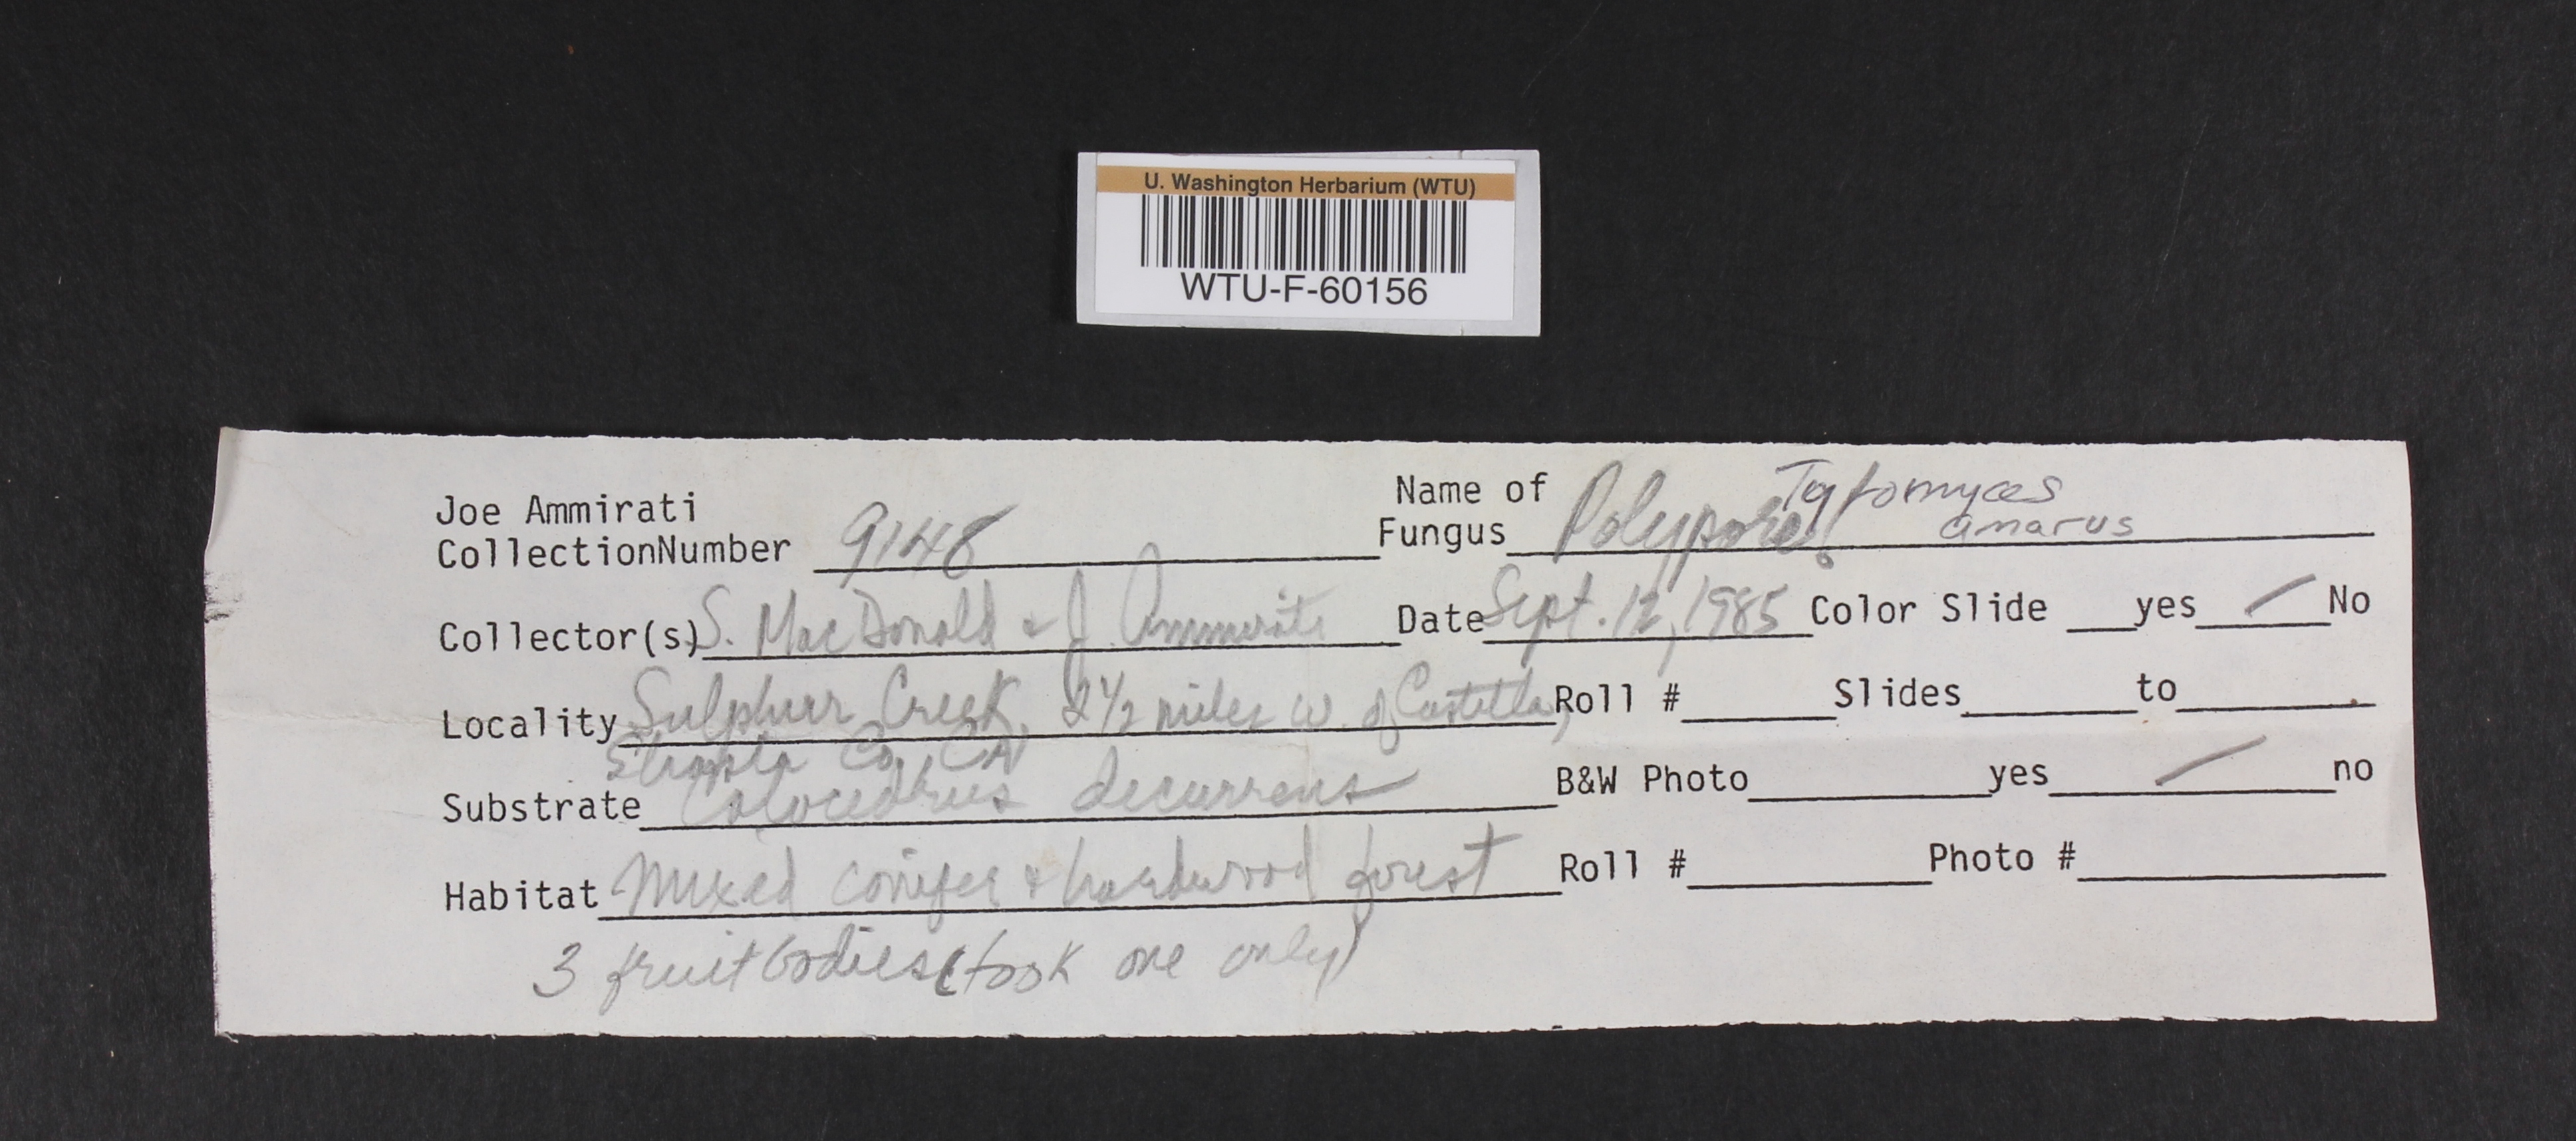 U. Washington Herbarium (WTU)
WTU-F-60156
Joe Ammirati
CollectionNumber 9148
Name of Fungus Polypore! Tyromyces amarus
Collector(s) S. MacDonald & J. Ammirati Date Sept. 12, 1985 Color Slide yes / No
Locality Sulphur Creek, 2 1/2 miles w. of Castella, Roll # Slides to
Shasta Co, CA
Substrate Calocedrus decurrens B&W Photo yes / no
Habitat Mixed conifer & hardwood forest Roll # Photo #
3 fruit bodies (took one only)